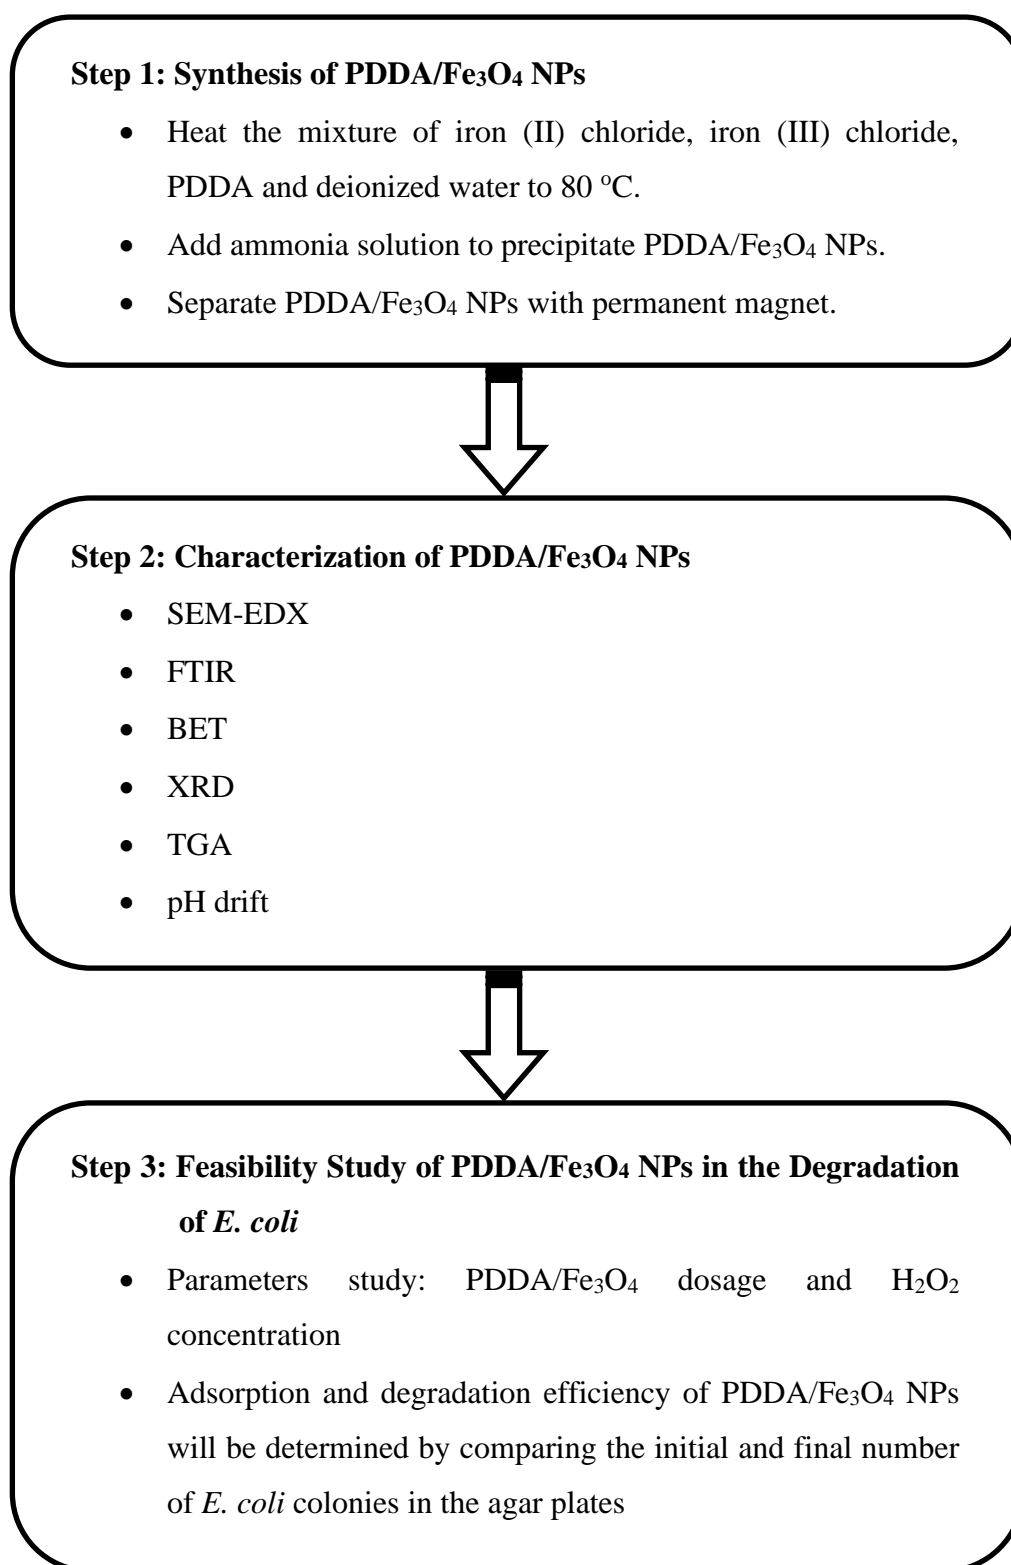 Step 1: Synthesis of PDDA/Fe₃O₄ NPs
• Heat the mixture of iron (II) chloride, iron (III) chloride,
PDDA and deionized water to 80 ºC.
• Add ammonia solution to precipitate PDDA/Fe₃O₄ NPs.
• Separate PDDA/Fe₃O₄ NPs with permanent magnet.
Step 2: Characterization of PDDA/Fe₃O₄ NPs
• SEM-EDX
• FTIR
• BET
• XRD
• TGA
• pH drift
Step 3: Feasibility Study of PDDA/Fe₃O₄ NPs in the Degradation
of E. coli
• Parameters study: PDDA/Fe₃O₄ dosage and H₂O₂
concentration
• Adsorption and degradation efficiency of PDDA/Fe₃O₄ NPs
will be determined by comparing the initial and final number
of E. coli colonies in the agar plates